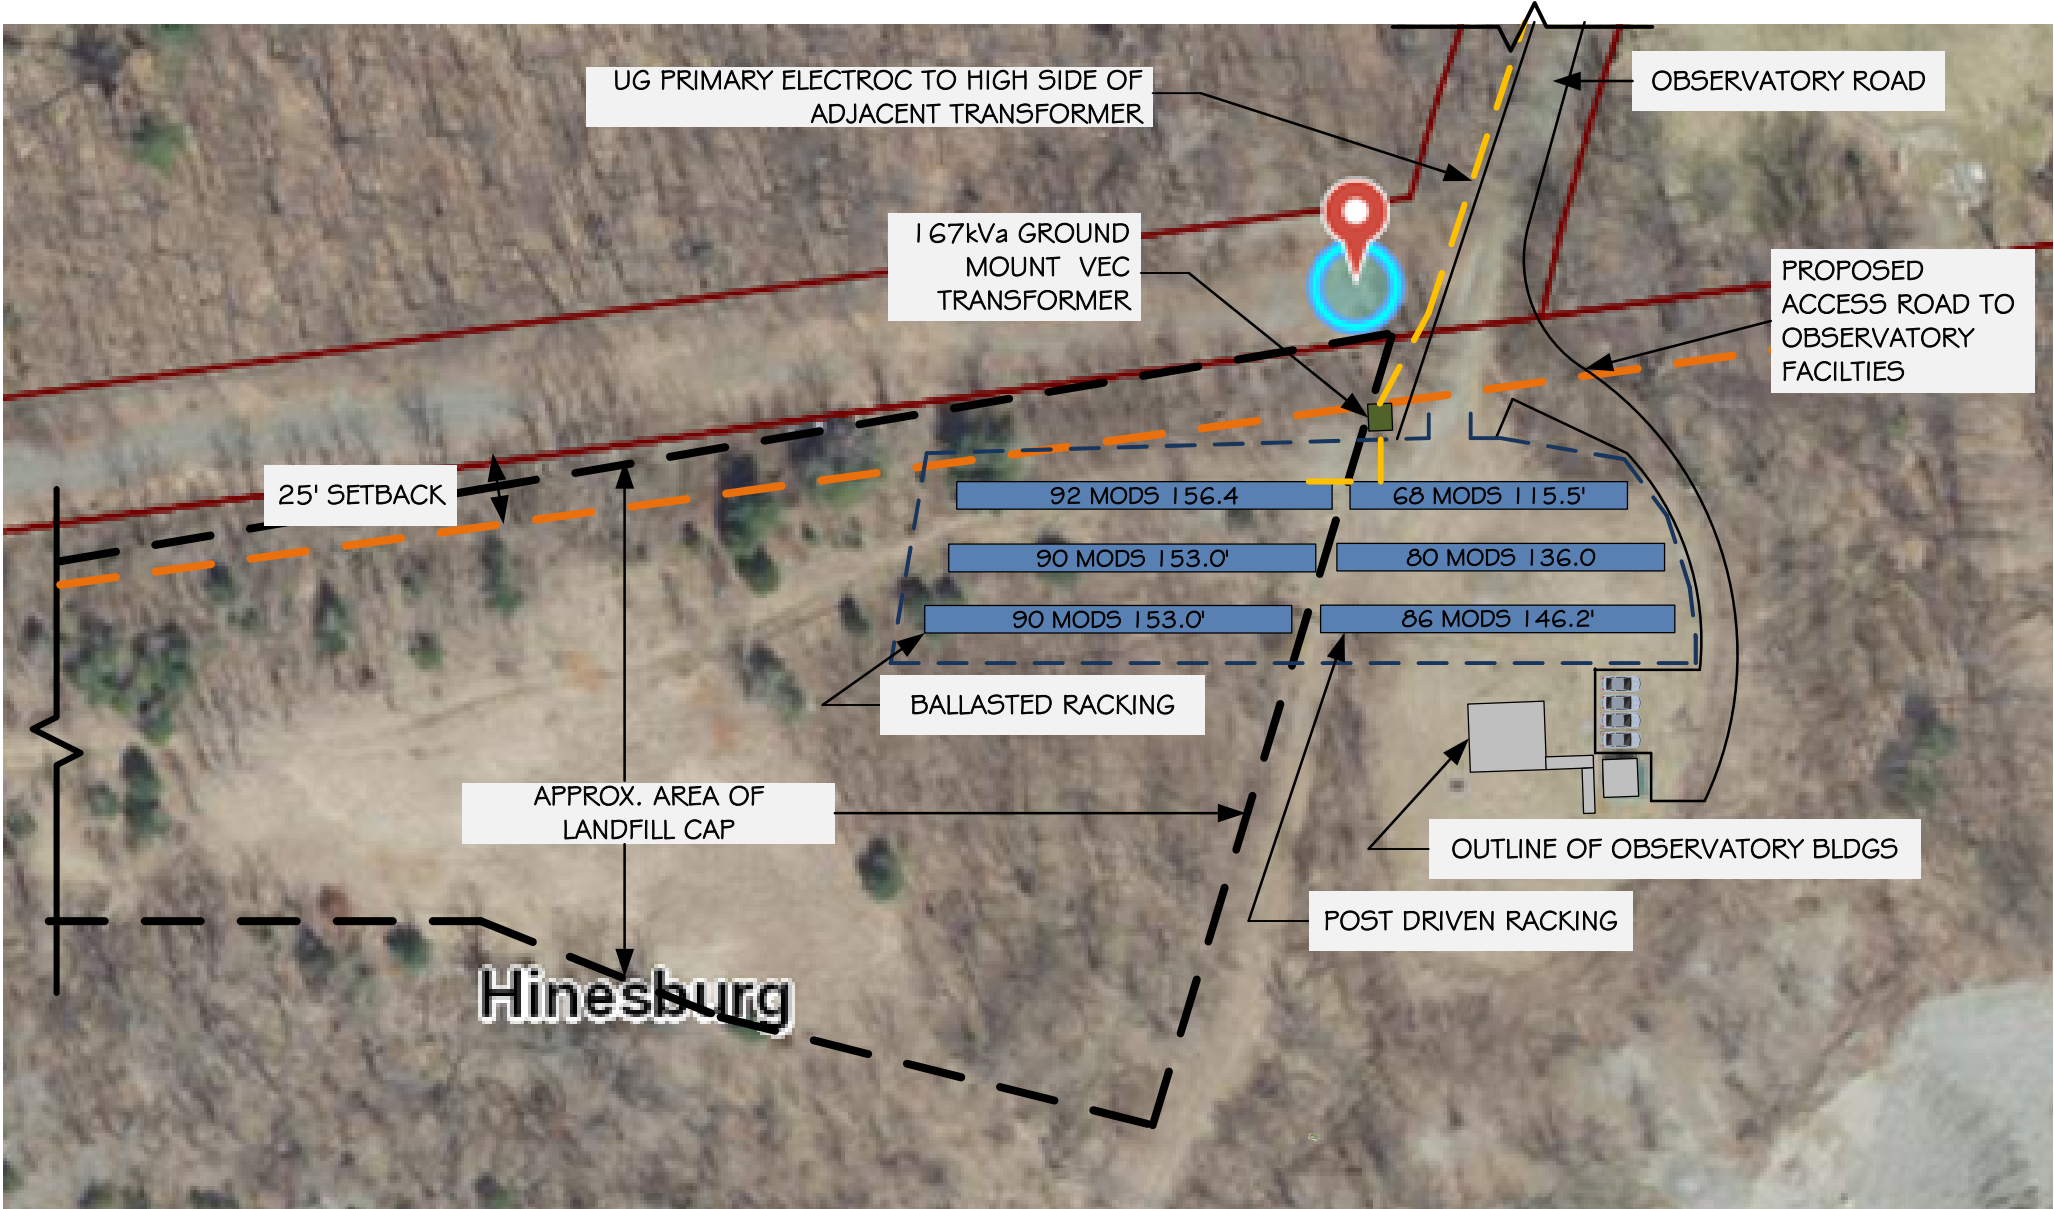 UG PRIMARY ELECTROC TO HIGH SIDE OF
ADJACENT TRANSFORMER
OBSERVATORY ROAD
167kVa GROUND
MOUNT VEC
TRANSFORMER
PROPOSED
ACCESS ROAD TO
OBSERVATORY
FACILTIES
25' SETBACK
92 MODS 156.4
68 MODS 115.5'
90 MODS 153.0'
80 MODS 136.0
90 MODS 153.0'
86 MODS 146.2'
BALLASTED RACKING
APPROX. AREA OF
LANDFILL CAP
OUTLINE OF OBSERVATORY BLDGS
POST DRIVEN RACKING
Hinesburg